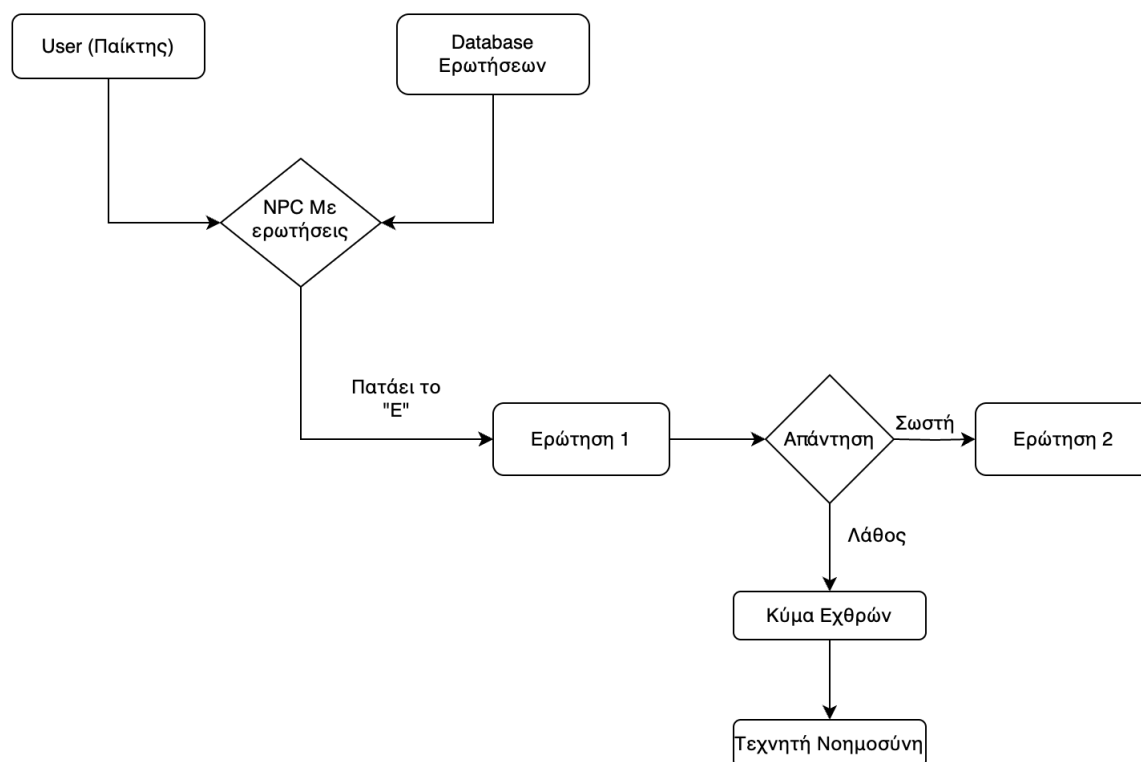 User (Παίκτης)
Database
Ερωτήσεων
NPC Με
ερωτήσεις
Πατάει το
"Ε"
Ερώτηση 1
Απάντηση
Σωστή
Ερώτηση 2
Λάθος
Κύμα Εχθρών
Τεχνητή Νοημοσύνη